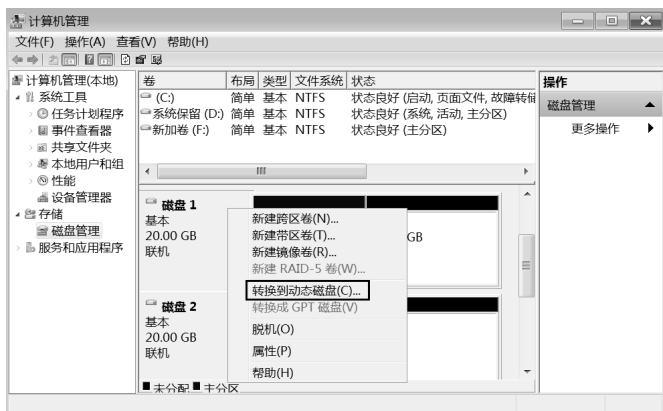 计算机管理
文件(F) 操作(A) 查看(V) 帮助(H)
计算机管理(本地)
系统工具
任务计划程序
事件查看器
共享文件夹
本地用户和组
性能
设备管理器
存储
磁盘管理
服务和应用程序
卷 布局 类型 文件系统 状态
(C:) 简单 基本 NTFS 状态良好 (启动, 页面文件, 故障转储
系统保留 (D:) 简单 基本 NTFS 状态良好 (系统, 活动, 主分区)
新加卷 (F:) 简单 基本 NTFS 状态良好 (主分区)
磁盘 1
基本
20.00 GB
联机
GB
新建跨区卷(N)...
新建带区卷(T)...
新建镜像卷(R)...
新建 RAID-5 卷(W)...
转换到动态磁盘(C)...
转换成 GPT 磁盘(V)
脱机(O)
属性(P)
帮助(H)
磁盘 2
基本
20.00 GB
联机
未分配 主分区
操作
磁盘管理
更多操作